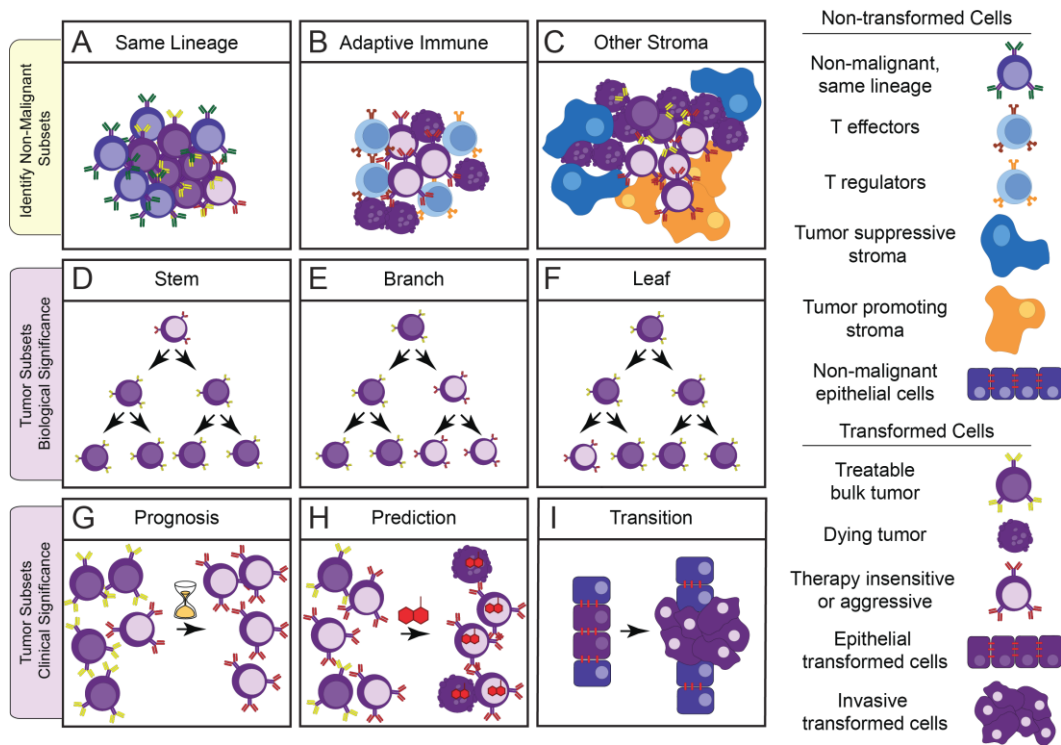 Identify Non-Malignant
Subsets
A Same Lineage
B Adaptive Immune
C Other Stroma
Tumor Subsets
Biological Significance
D Stem
E Branch
F Leaf
Tumor Subsets
Clinical Significance
G Prognosis
H Prediction
I Transition
Non-transformed Cells
Non-malignant,
same lineage
T effectors
T regulators
Tumor suppressive
stroma
Tumor promoting
stroma
Non-malignant
epithelial cells
Transformed Cells
Treatable
bulk tumor
Dying tumor
Therapy insensitive
or aggressive
Epithelial
transformed cells
Invasive
transformed cells